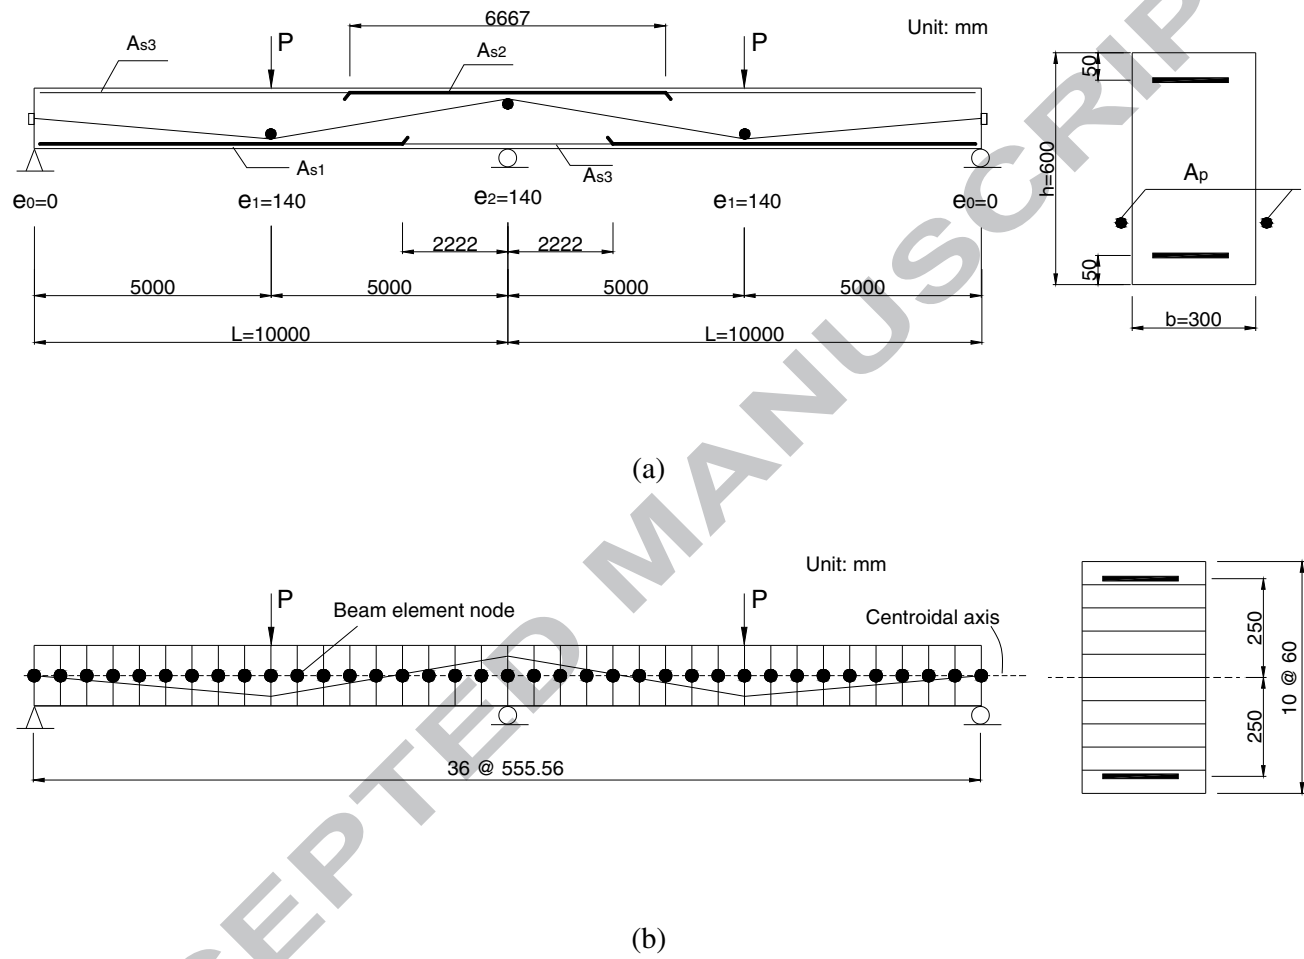 6667
Unit: mm
As3
P
As2
P
50
h=600
Ap
50
b=300
As1
As3
e0=0
e1=140
e2=140
e1=140
e0=0
2222
2222
5000
5000
5000
5000
L=10000
L=10000
(a)
Unit: mm
P
Beam element node
P
Centroidal axis
250
250
10 @ 60
36 @ 555.56
(b)
CEPTED MANUSCRIP